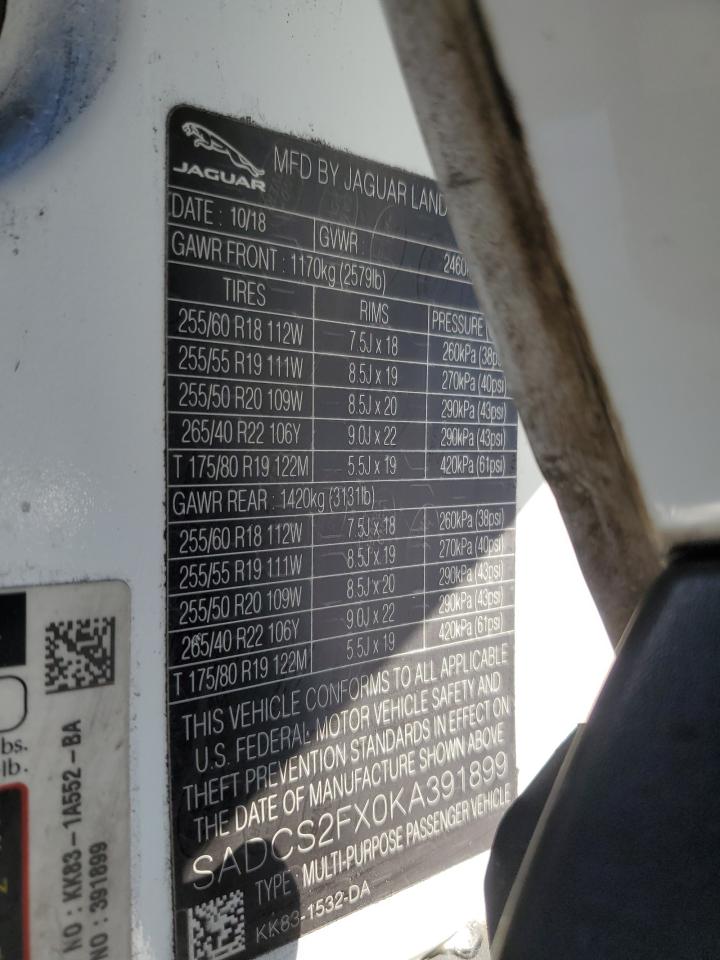 JAGUAR
MFD BY JAGUAR LAND
DATE : 10/18
GVWR :
GAWR FRONT : 1170kg (2579lb)
TIRES RIMS PRESSURE
255/60 R18 112W 7.5J x 18 260kPa (38p
255/55 R19 111W 8.5J x 19 270kPa (40psi)
255/50 R20 109W 8.5J x 20 290kPa (43psi)
265/40 R22 106Y 9.0J x 22 290kPa (43psi)
T 175/80 R19 122M 5.5J x 19 420kPa (61psi)
GAWR REAR : 1420kg (3131lb)
255/60 R18 112W 7.5J x 18 260kPa (38psi)
255/55 R19 111W 8.5J x 19 270kPa (40psi)
255/50 R20 109W 8.5J x 20 290kPa (43psi)
265/40 R22 106Y 9.0J x 22 290kPa (43psi)
T 175/80 R19 122M 5.5J x 19 420kPa (61psi)
THIS VEHICLE CONFORMS TO ALL APPLICABLE
U.S. FEDERAL MOTOR VEHICLE SAFETY AND
THEFT PREVENTION STANDARDS IN EFFECT ON
THE DATE OF MANUFACTURE SHOWN ABOVE
SADCS2FX0KA391899
TYPE : MULTI-PURPOSE PASSENGER VEHICLE
KK83-1532-DA
bs.
-lb.
NO : KK83-1A552-BA
NO : 391899